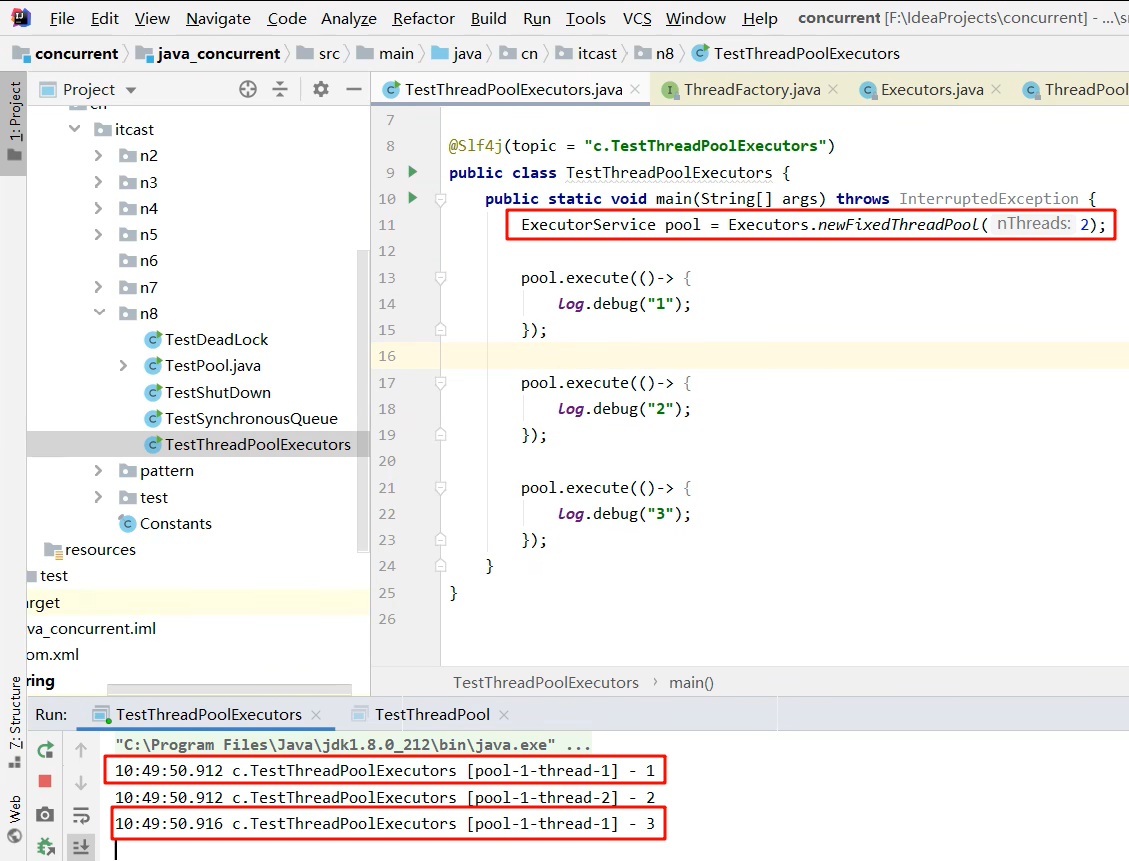 File Edit View Navigate Code Analyze Refactor Build Run Tools VCS Window Help concurrent [F:\IdeaProjects\concurrent] - ...\s
concurrent java_concurrent src main java cn itcast n8 TestThreadPoolExecutors
1: Project
Project
TestThreadPoolExecutors.java ThreadFactory.java Executors.java ThreadPool
cn
itcast
n2
n3
n4
n5
n6
n7
n8
TestDeadLock
TestPool.java
TestShutDown
TestSynchronousQueue
TestThreadPoolExecutors
pattern
test
Constants
resources
test
arget
va_concurrent.iml
om.xml
ring
7
8 @Slf4j(topic = "c.TestThreadPoolExecutors")
9 public class TestThreadPoolExecutors {
10 public static void main(String[] args) throws InterruptedException {
11 ExecutorService pool = Executors.newFixedThreadPool( nThreads: 2);
12
13 pool.execute(()-> {
14 log.debug("1");
15 });
16
17 pool.execute(()-> {
18 log.debug("2");
19 });
20
21 pool.execute(()-> {
22 log.debug("3");
23 });
24 }
25 }
26
TestThreadPoolExecutors › main()
Z: Structure
Web
Run: TestThreadPoolExecutors TestThreadPool
"C:\Program Files\Java\jdk1.8.0_212\bin\java.exe" ...
10:49:50.912 c.TestThreadPoolExecutors [pool-1-thread-1] - 1
10:49:50.912 c.TestThreadPoolExecutors [pool-1-thread-2] - 2
10:49:50.916 c.TestThreadPoolExecutors [pool-1-thread-1] - 3